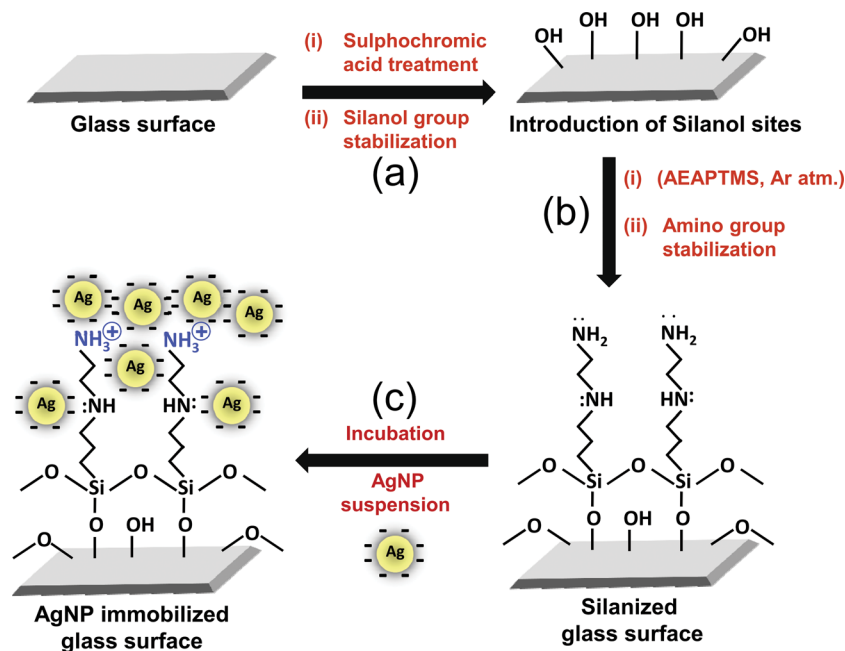 (i) Sulphochromic
acid treatment
(ii) Silanol group
stabilization
(a)
Glass surface
OH OH OH OH OH
Introduction of Silanol sites
(b)
(i) (AEAPTMS, Ar atm.)
(ii) Amino group
stabilization
.. ..
NH2 NH2
:NH HN:
O O O
Si Si
O OH O
O O
Silanized
glass surface
(c)
Incubation
AgNP
suspension
Ag
Ag Ag Ag Ag
NH3+ NH3+
Ag
Ag :NH HN: Ag
O O O
Si Si
O OH O
O O
AgNP immobilized
glass surface